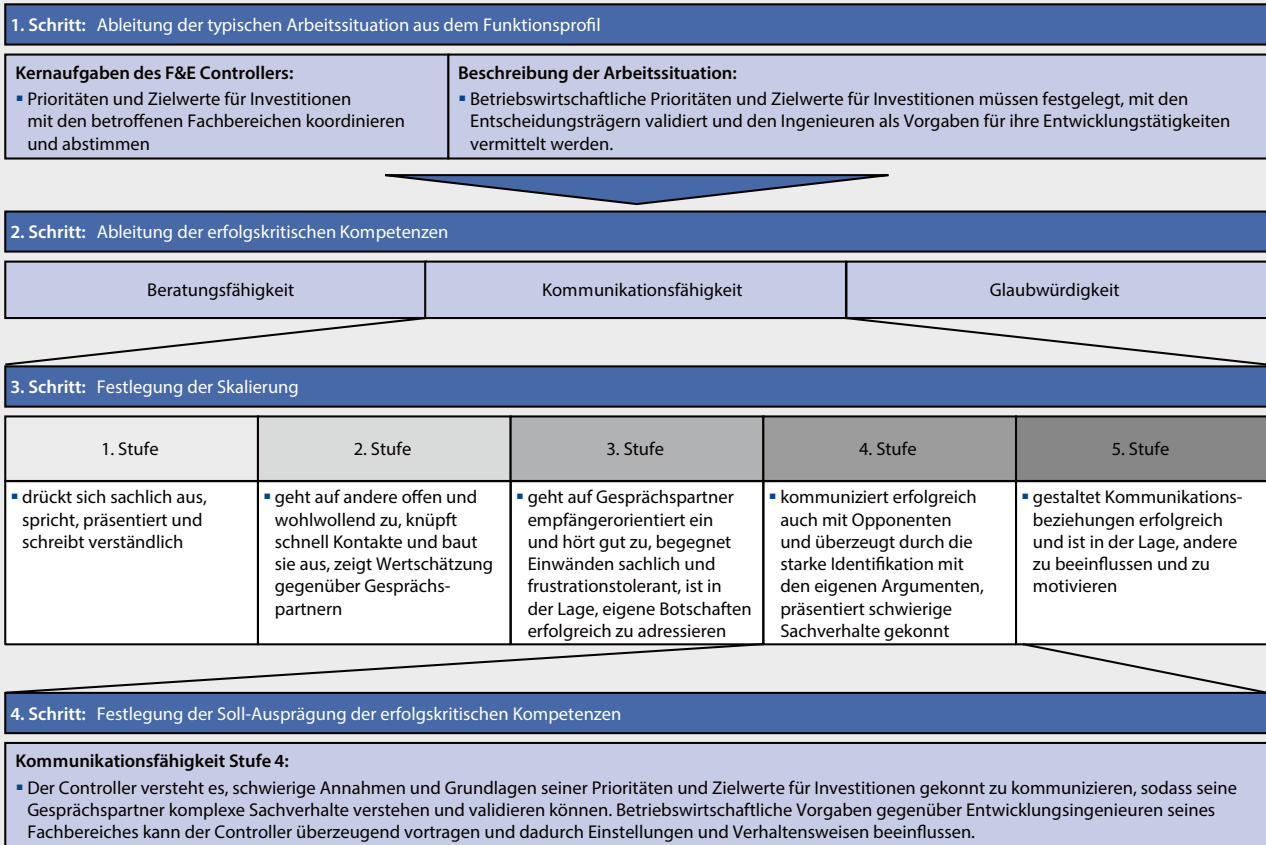 1. Schritt: Ableitung der typischen Arbeitssituation aus dem Funktionsprofil
Kernaufgaben des F&E Controllers:
▪ Prioritäten und Zielwerte für Investitionen
mit den betroffenen Fachbereichen koordinieren
und abstimmen
Beschreibung der Arbeitssituation:
▪ Betriebswirtschaftliche Prioritäten und Zielwerte für Investitionen müssen festgelegt, mit den
Entscheidungsträgern validiert und den Ingenieuren als Vorgaben für ihre Entwicklungstätigkeiten
vermittelt werden.
2. Schritt: Ableitung der erfolgskritischen Kompetenzen
Beratungsfähigkeit
Kommunikationsfähigkeit
Glaubwürdigkeit
3. Schritt: Festlegung der Skalierung
1. Stufe
2. Stufe
3. Stufe
4. Stufe
5. Stufe
▪ drückt sich sachlich aus,
spricht, präsentiert und
schreibt verständlich
▪ geht auf andere offen und
wohlwollend zu, knüpft
schnell Kontakte und baut
sie aus, zeigt Wertschätzung
gegenüber Gesprächs-
partnern
▪ geht auf Gesprächspartner
empfängerorientiert ein
und hört gut zu, begegnet
Einwänden sachlich und
frustrationstolerant, ist in
der Lage, eigene Botschaften
erfolgreich zu adressieren
▪ kommuniziert erfolgreich
auch mit Opponenten
und überzeugt durch die
starke Identifikation mit
den eigenen Argumenten,
präsentiert schwierige
Sachverhalte gekonnt
▪ gestaltet Kommunikations-
beziehungen erfolgreich
und ist in der Lage, andere
zu beeinflussen und zu
motivieren
4. Schritt: Festlegung der Soll-Ausprägung der erfolgskritischen Kompetenzen
Kommunikationsfähigkeit Stufe 4:
▪ Der Controller versteht es, schwierige Annahmen und Grundlagen seiner Prioritäten und Zielwerte für Investitionen gekonnt zu kommunizieren, sodass seine
Gesprächspartner komplexe Sachverhalte verstehen und validieren können. Betriebswirtschaftliche Vorgaben gegenüber Entwicklungsingenieuren seines
Fachbereiches kann der Controller überzeugend vortragen und dadurch Einstellungen und Verhaltensweisen beeinflussen.